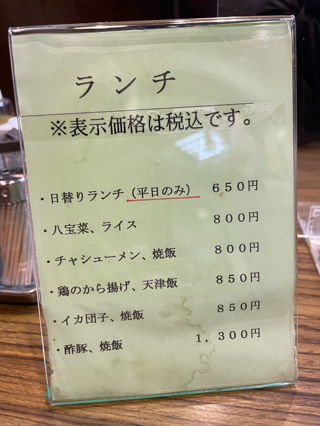 ランチ
※表示価格は税込です。
・日替りランチ（平日のみ） ６５０円
・八宝菜、ライス ８００円
・チャシューメン、焼飯 ８００円
・鶏のから揚げ、天津飯 ８５０円
・イカ団子、焼飯 ８５０円
・酢豚、焼飯 １，３００円